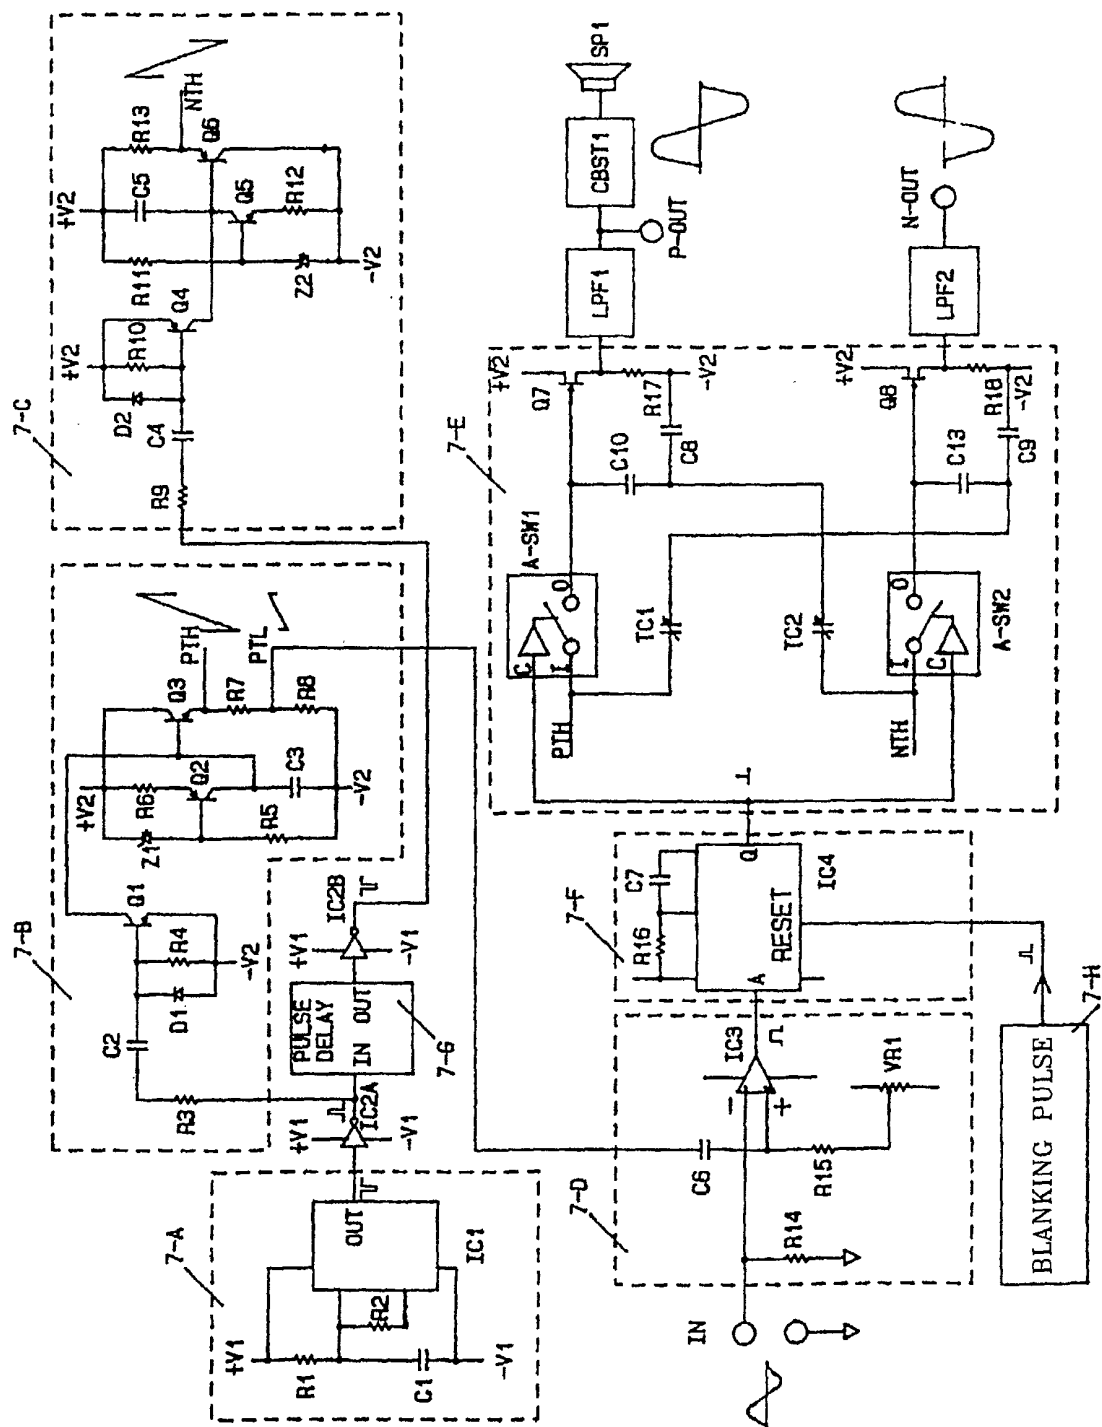 7-A
+V1
R1
C1
-V1
R2
OUT
IC1
+V1
IC2A
-V1
7-B
R3
C2
D1
R4
-V2
Q1
+V2
Z1
R6
Q2
R5
C3
-V2
Q3
PTH
R7
PTL
R8
PULSE
DELAY
IN
OUT
7-G
+V1
IC2B
-V1
7-C
R9
C4
D2
+V2
R10
Q4
+V2
R11
C5
R13
NTH
Q6
Q5
R12
Z2
-V2
IN
7-D
R14
C6
-
+
R15
IC3
VR1
7-F
R16
C7
A
Q
RESET
IC4
BLANKING PULSE
7-H
7-E
PTH
C
I
O
A-SW1
TC1
TC2
NTH
I
O
C
A-SW2
+V2
Q7
C10
R17
C8
-V2
+V2
Q8
C13
R18
C9
-V2
LPF1
P-OUT
CBST1
SP1
LPF2
N-OUT